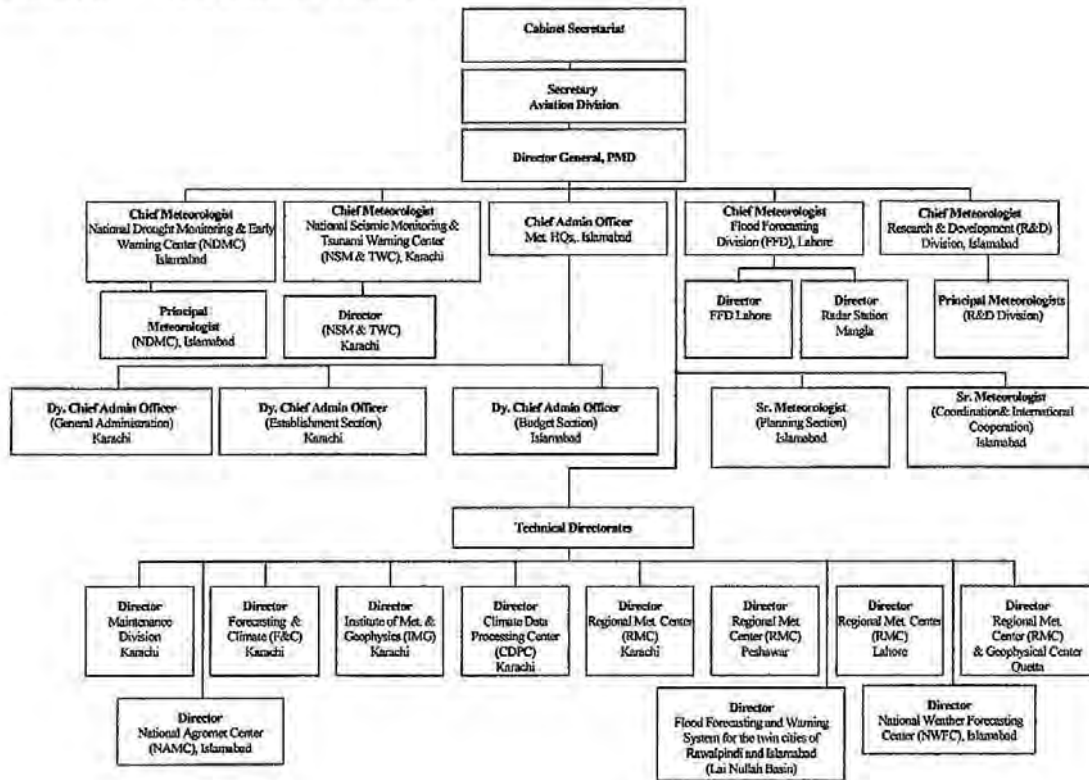 Cabinet Secretariat
Secretary
Aviation Division
Director General, PMD
Chief Meteorologist
National Drought Monitoring & Early
Warning Center (NDMC)
Islamabad
Chief Meteorologist
National Seismic Monitoring &
Tsunami Warning Center
(NSM & TWC), Karachi
Chief Admin Officer
Met. HQs, Islamabad
Chief Meteorologist
Flood Forecasting
Division (FFD), Lahore
Chief Meteorologist
Research & Development (R&D)
Division, Islamabad
Principal
Meteorologist
(NDMC), Islamabad
Director
(NSM & TWC)
Karachi
Director
FFD Lahore
Director
Radar Station
Mangla
Principal Meteorologists
(R&D Division)
Dy. Chief Admin Officer
(General Administration)
Karachi
Dy. Chief Admin Officer
(Establishment Section)
Karachi
Dy. Chief Admin Officer
(Budget Section)
Islamabad
Sr. Meteorologist
(Planning Section)
Islamabad
Sr. Meteorologist
(Coordination& International
Cooperation)
Islamabad
Technical Directorates
Director
Maintenance
Division
Karachi
Director
Forecasting &
Climate (F&C)
Karachi
Director
Institute of Met. &
Geophysics (IMG)
Karachi
Director
Climate Data
Processing Center
(CDPC)
Karachi
Director
Regional Met. Center
(RMC)
Karachi
Director
Regional Met.
Center (RMC)
Peshawar
Director
Regional Met. Center
(RMC)
Lahore
Director
Regional Met.
Center (RMC)
& Geophysical Center
Quetta
Director
National Agromet Center
(NAMC), Islamabad
Director
Flood Forecasting and Warning
System for the twin cities of
Rawalpindi and Islamabad
(Lai Nullah Basin)
Director
National Weather Forecasting
Center (NWFC), Islamabad